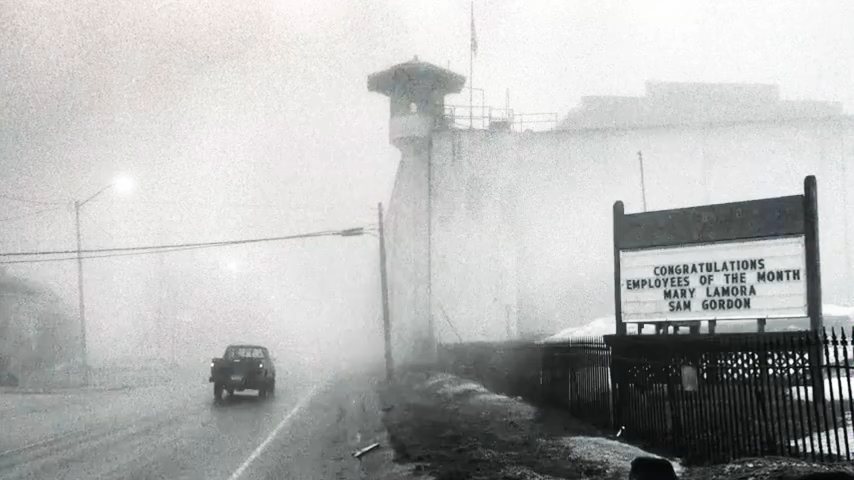 CONGRATULATIONS
EMPLOYEES OF THE MONTH
MARY LAMORA
SAM GORDON